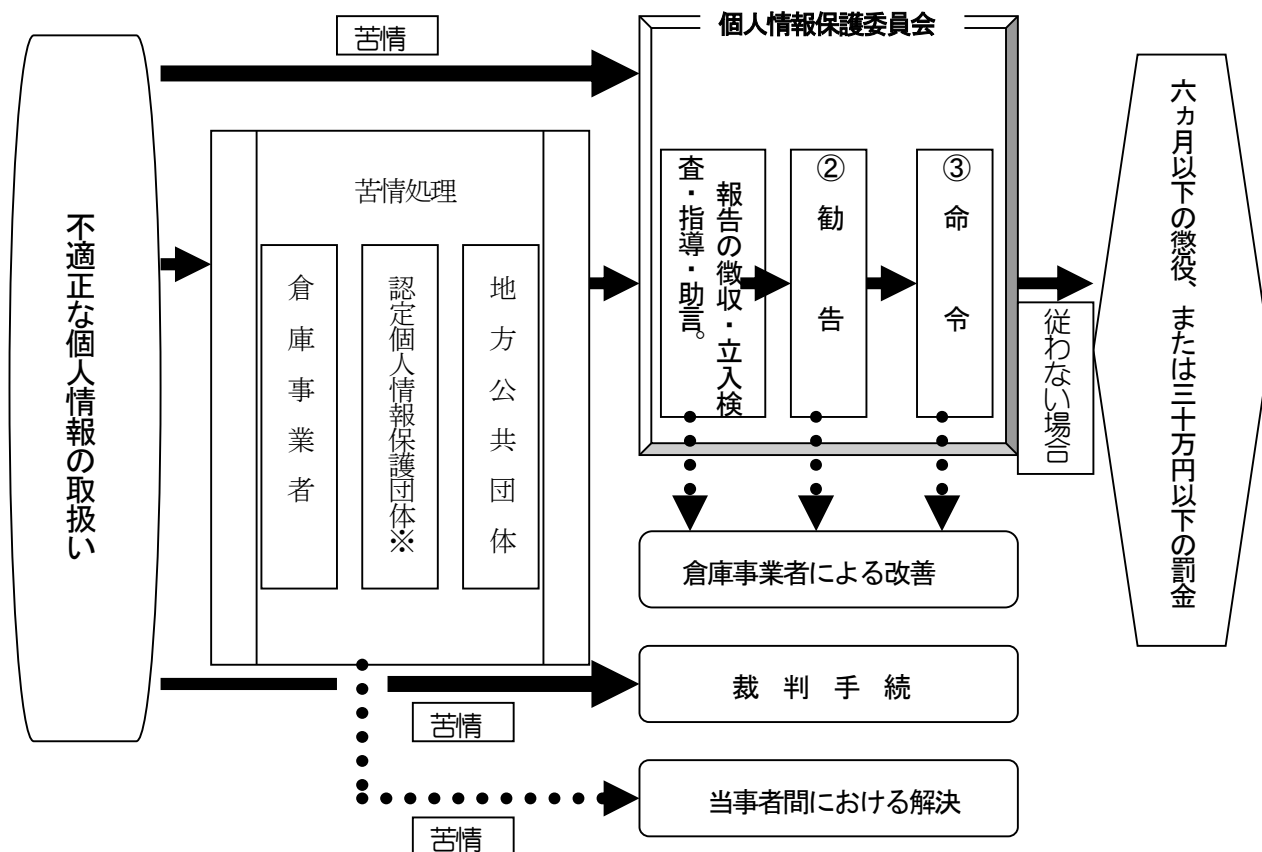 苦情
個人情報保護委員会
不適正な個人情報の取扱い
苦情処理
倉庫事業者
認定個人情報保護団体※
地方公共団体
報告の徴収・立入検
査・指導・助言。
②勧告
③命令
従わない場合
六ヵ月以下の懲役、または三十万円以下の罰金
倉庫事業者による改善
裁判手続
苦情
当事者間における解決
苦情